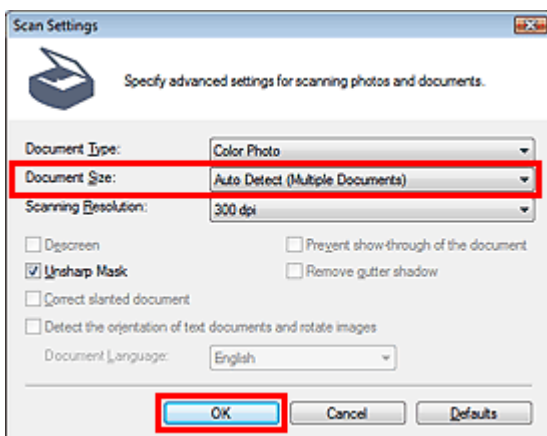 Scan Settings
Specify advanced settings for scanning photos and documents.
Document Type: Color Photo
Document Size: Auto Detect (Multiple Documents)
Scanning Resolution: 300 dpi
Descreen Prevent show-through of the document
Unsharp Mask Remove gutter shadow
Correct slanted document
Detect the orientation of text documents and rotate images
Document Language: English
OK Cancel Defaults